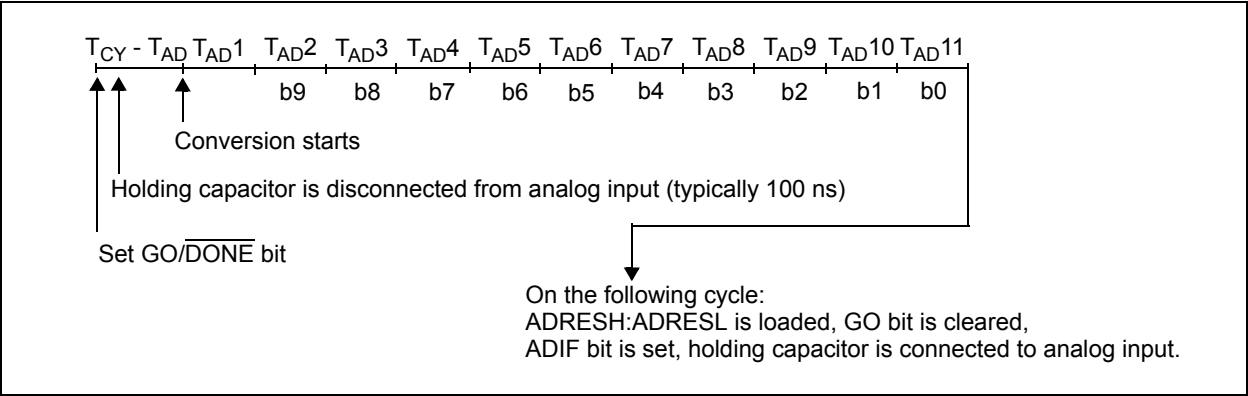 TCY - TAD TAD1 TAD2 TAD3 TAD4 TAD5 TAD6 TAD7 TAD8 TAD9 TAD10 TAD11
b9 b8 b7 b6 b5 b4 b3 b2 b1 b0
Conversion starts
Holding capacitor is disconnected from analog input (typically 100 ns)
Set GO/D̅O̅N̅E̅ bit
On the following cycle:
ADRESH:ADRESL is loaded, GO bit is cleared,
ADIF bit is set, holding capacitor is connected to analog input.